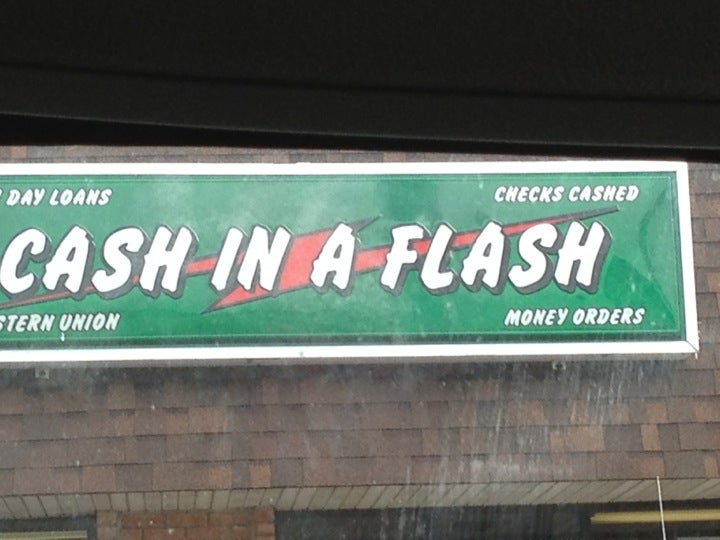 DAY LOANS
CHECKS CASHED
CASH IN A FLASH
STERN UNION
MONEY ORDERS